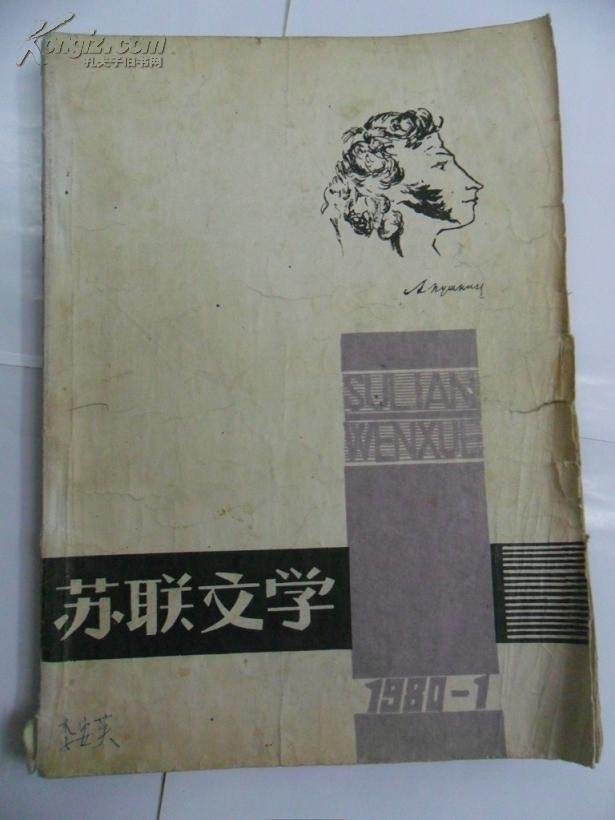 Kongfz.com
孔夫子旧书网
А Пушкин
SULIAN
WENXUE
苏联文学
1980-1